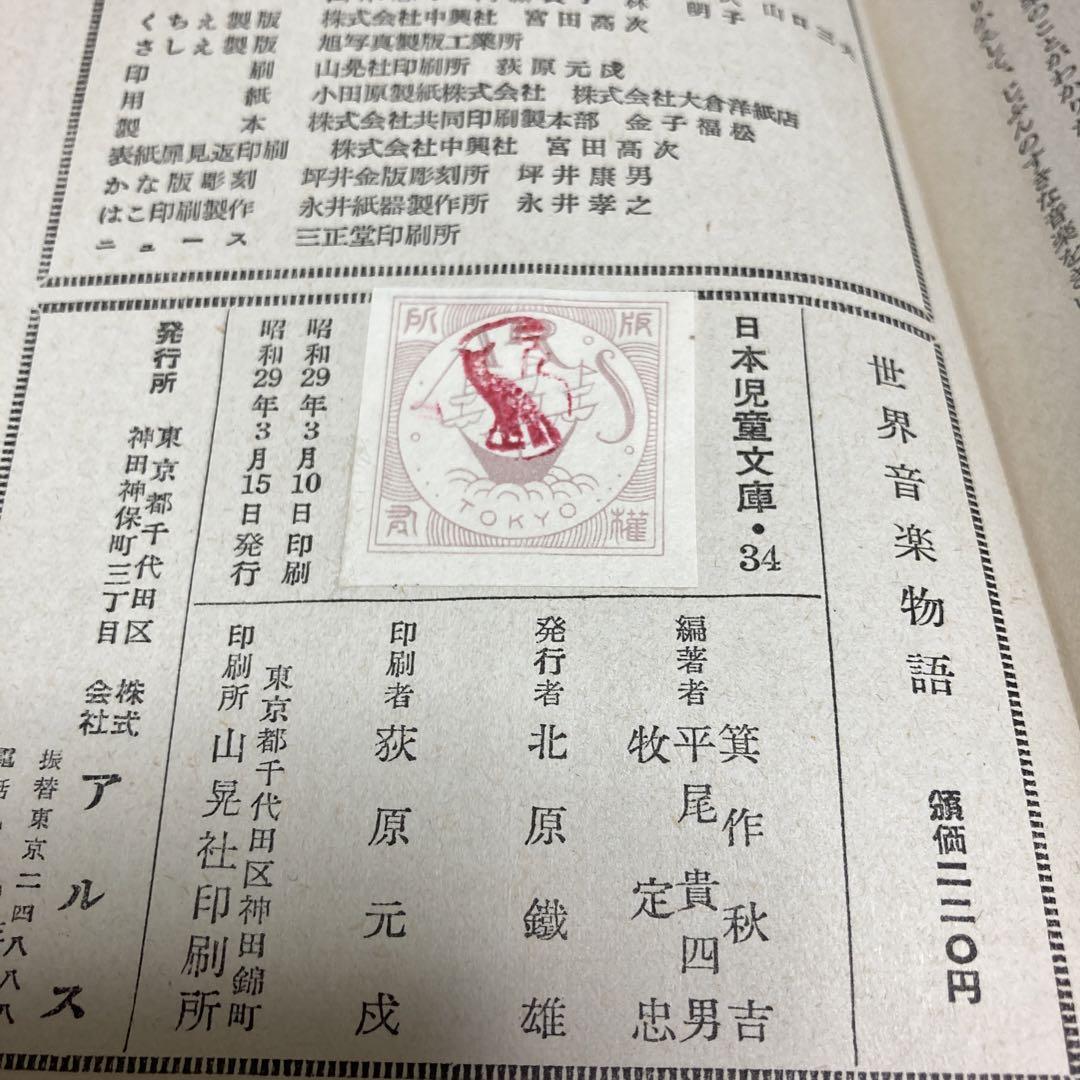 くちえ製版 株式会社中興社 宮田高次
さしえ製版 旭写真製版工業所
印刷 山晃社印刷所 荻原元戌
用紙 小田原製紙株式会社 株式会社大倉洋紙店
製本 株式会社共同印刷製本部 金子福松
表紙扉見返印刷 株式会社中興社 宮田高次
かな版彫刻 坪井金版彫刻所 坪井康男
はこ印刷製作 永井紙器製作所 永井孝之
ニュース 三正堂印刷所
世界音楽物語 頒価二二〇円
日本児童文庫・34
版権所有
TOKYO
昭和29年3月10日印刷
昭和29年3月15日発行
編著者 箕作秋吉
平尾貴四男
牧定忠
発行者 北原鐵雄
印刷者 荻原元戌
東京都千代田区神田錦町
印刷所 山晃社印刷所
発行所 東京都千代田区
神田神保町三丁目
株式会社 アルス
振替東京二四八八八